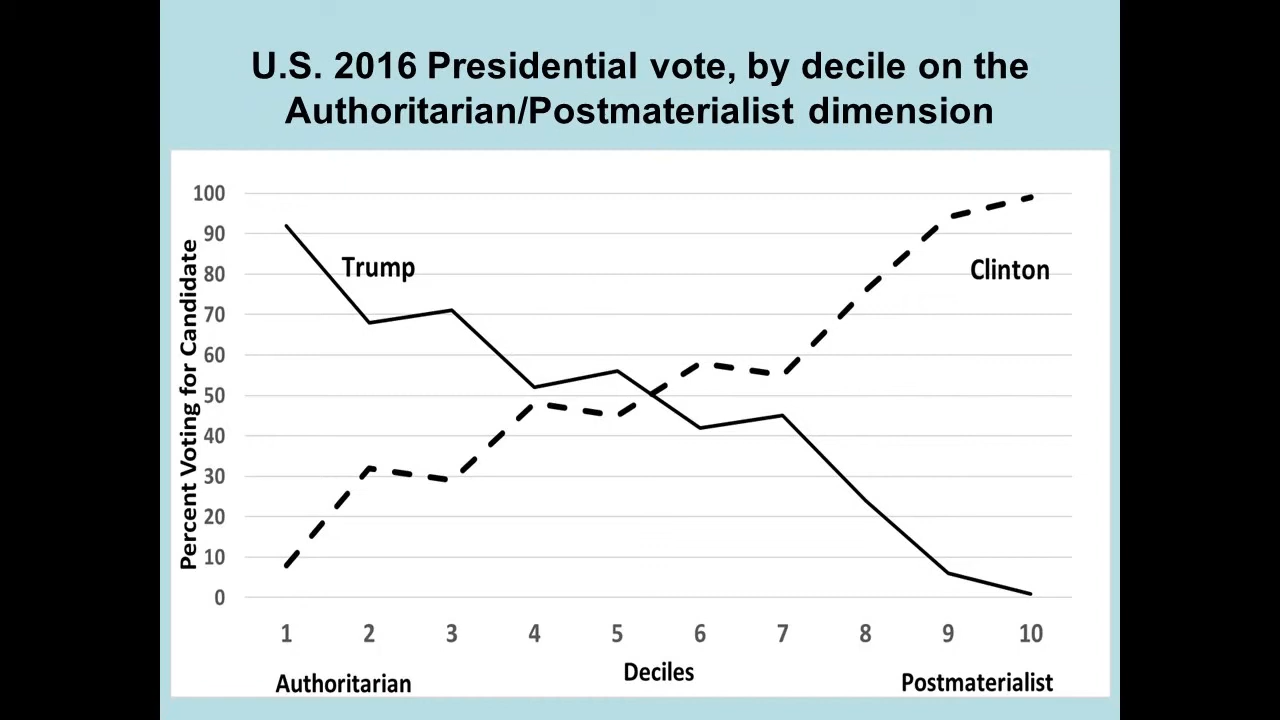 U.S. 2016 Presidential vote, by decile on the
Authoritarian/Postmaterialist dimension
Percent Voting for Candidate
100
90
80
70
60
50
40
30
20
10
0
Trump
Clinton
1 2 3 4 5 6 7 8 9 10
Authoritarian Deciles Postmaterialist